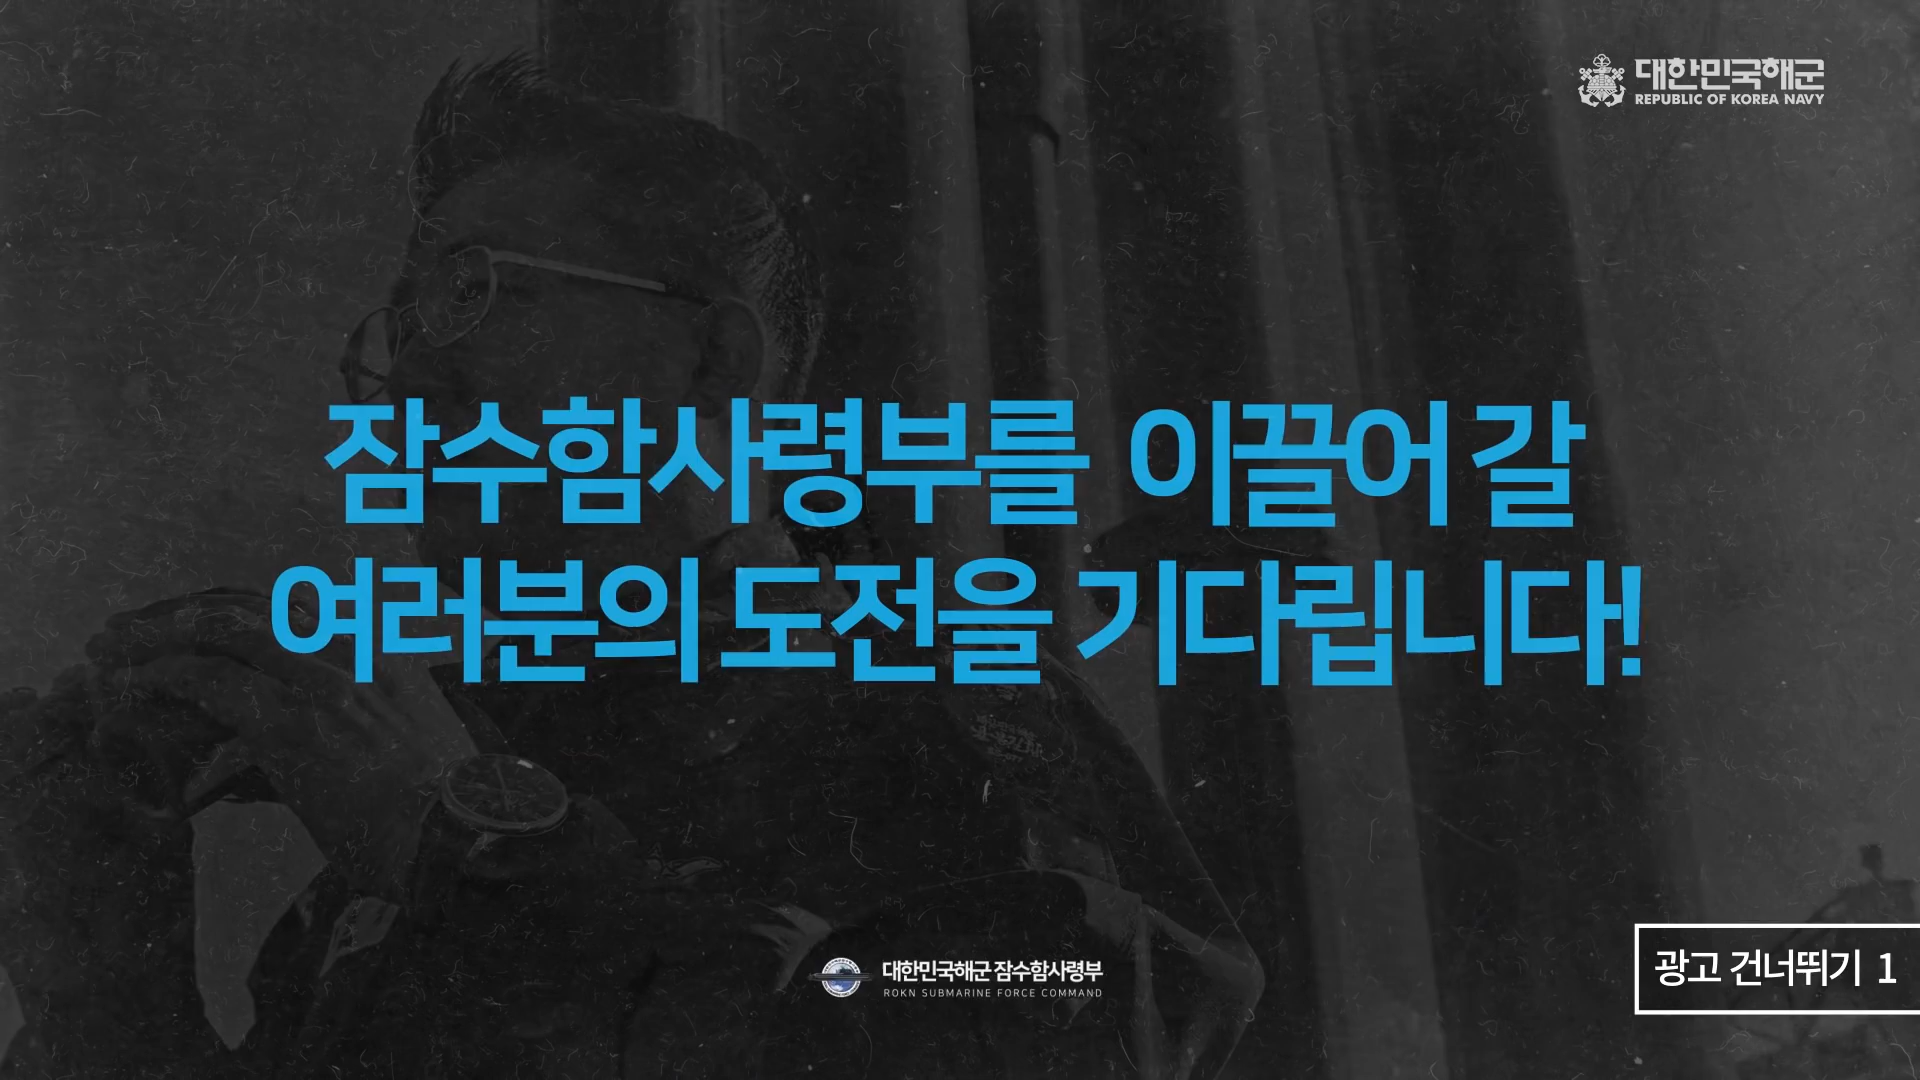 대한민국해군
REPUBLIC OF KOREA NAVY
잠수함사령부를 이끌어 갈
여러분의 도전을 기다립니다!
대한민국해군 잠수함사령부
ROKN SUBMARINE FORCE COMMAND
광고 건너뛰기 1